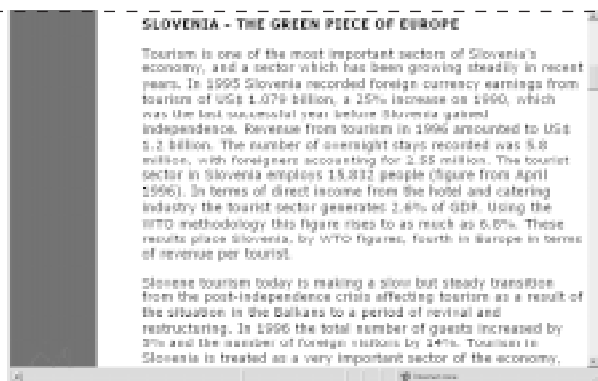 SLOVENIA - THE GREEN PIECE OF EUROPE
Tourism is one of the most important sectors of Slovenia's
economy, and a sector which has been growing steadily in recent
years. In 1995 Slovenia recorded foreign currency earnings from
tourism of US$ 1.079 billion, a 25% increase on 1990, which
was the last successful year before Slovenia gained
independence. Revenue from tourism in 1996 amounted to US$
1.2 billion. The number of overnight stays recorded was 5.8
million, with foreigners accounting for 2.55 million. The tourist
sector in Slovenia employs 15,832 people (figure from April
1996). In terms of direct income from the hotel and catering
industry the tourist sector generates 2.6% of GDP. Using the
WTO methodology this figure rises to as much as 6.8%. These
results place Slovenia, by WTO figures, fourth in Europe in terms
of revenue per tourist.
Slovene tourism today is making a slow but steady transition
from the post-independence crisis affecting tourism as a result of
the situation in the Balkans to a period of revival and
restructuring. In 1996 the total number of guests increased by
3% and the number of foreign visitors by 14%. Tourism in
Slovenia is treated as a very important sector of the economy,